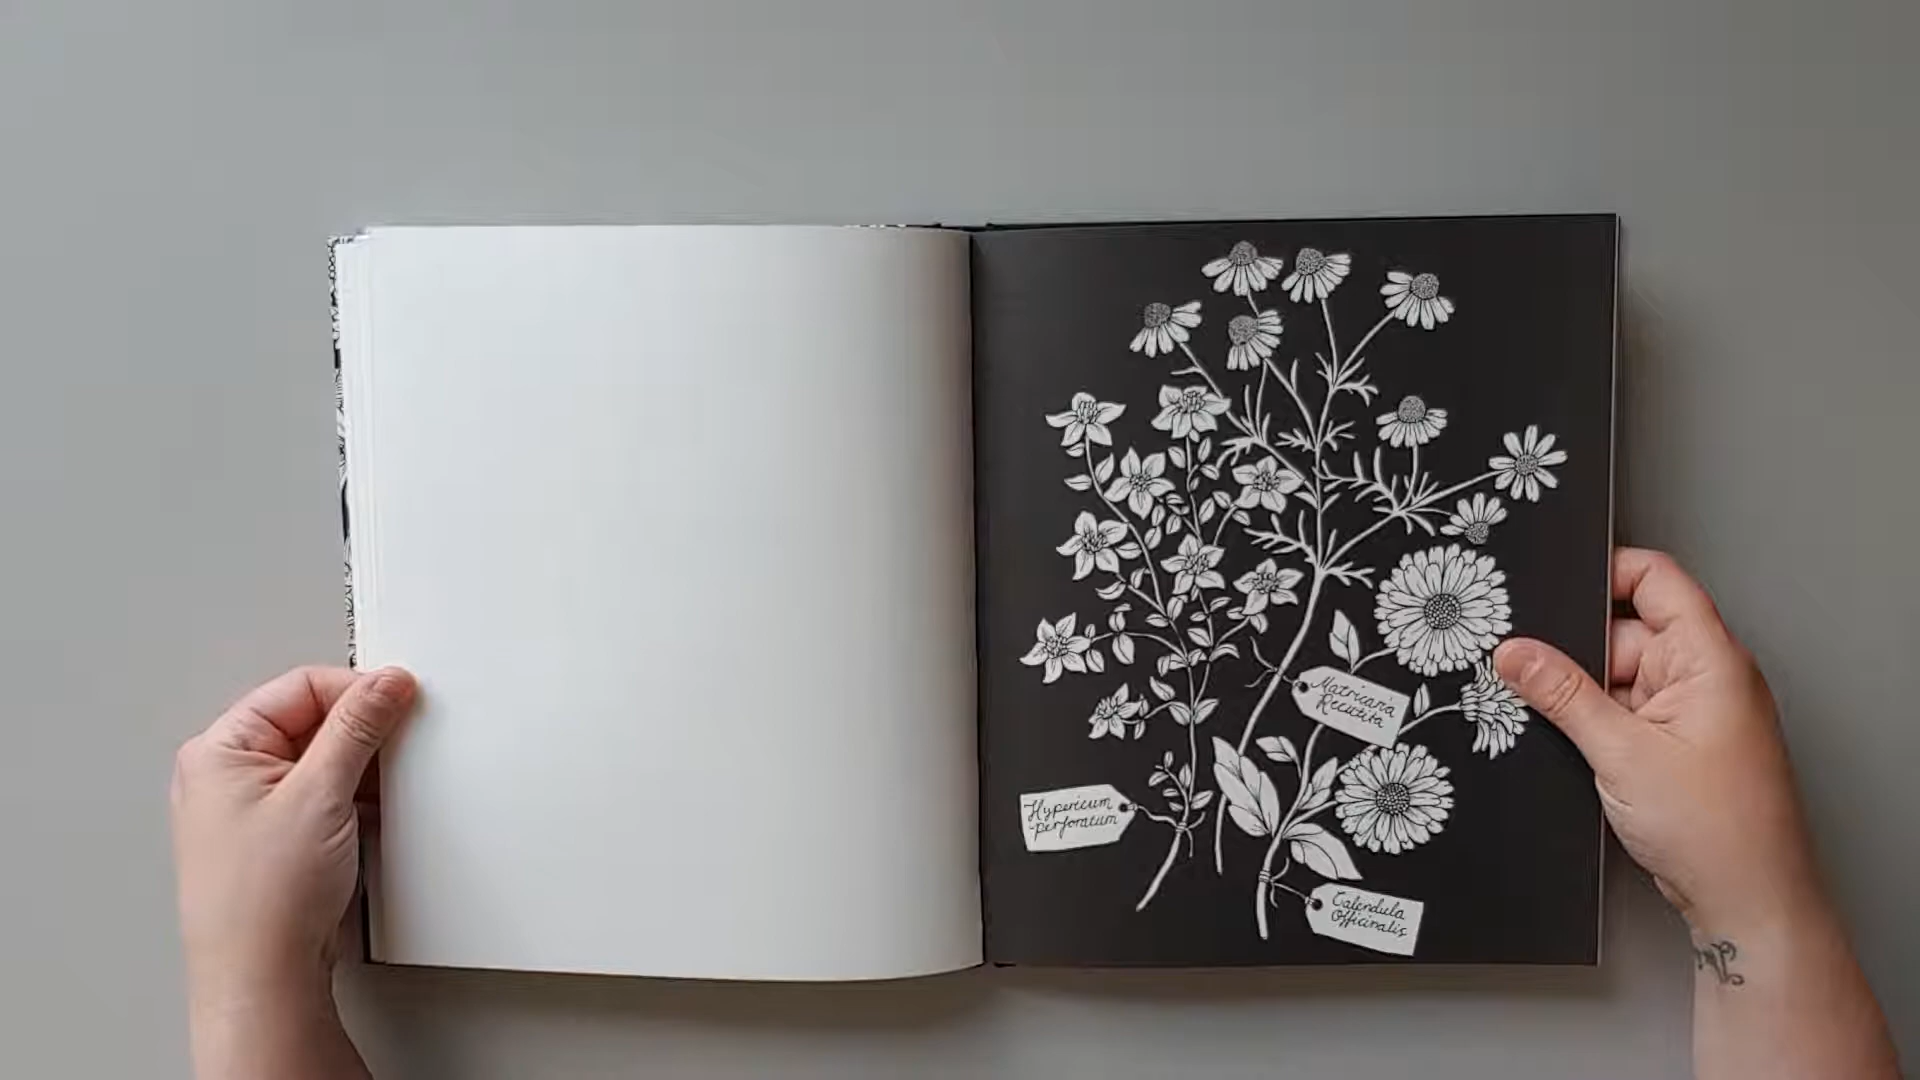 Matricaria
Recutita
Hypericum
perforatum
Calendula
Officinalis